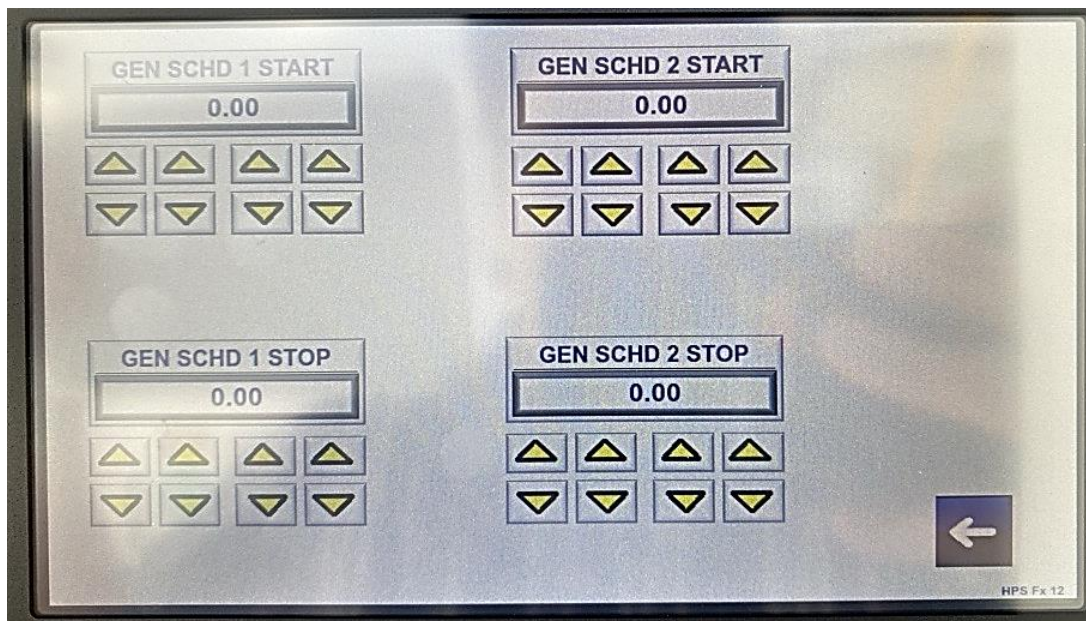 GEN SCHD 1 START
0.00
GEN SCHD 2 START
0.00
GEN SCHD 1 STOP
0.00
GEN SCHD 2 STOP
0.00
HPS Fx 12